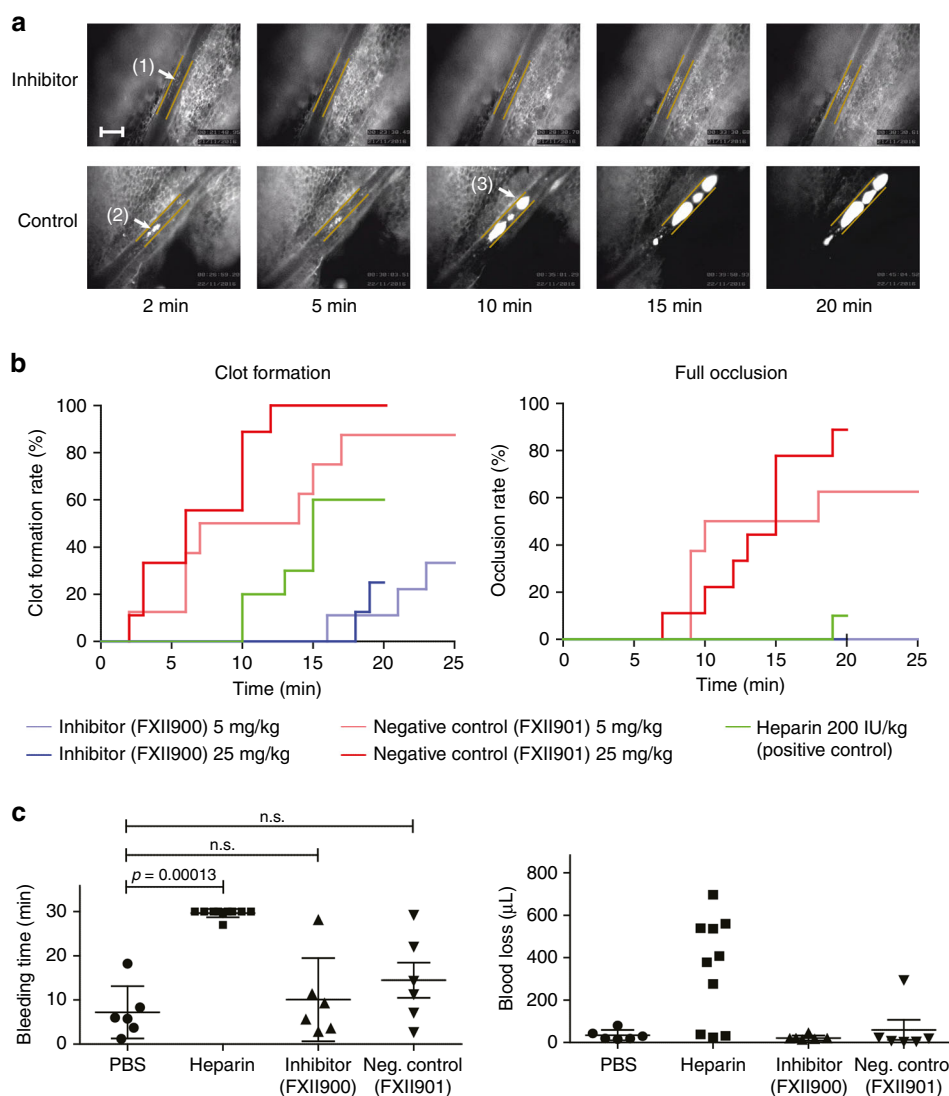 a
Inhibitor
(1)
Control
(2)
(3)
2 min
5 min
10 min
15 min
20 min
b
Clot formation
Clot formation rate (%)
100
80
60
40
20
0
0 5 10 15 20 25
Time (min)
Full occlusion
Occlusion rate (%)
100
80
60
40
20
0
0 5 10 15 20 25
Time (min)
Inhibitor (FXII900) 5 mg/kg
Inhibitor (FXII900) 25 mg/kg
Negative control (FXII901) 5 mg/kg
Negative control (FXII901) 25 mg/kg
Heparin 200 IU/kg
(positive control)
c
n.s.
n.s.
p = 0.00013
Bleeding time (min)
30
20
10
0
PBS
Heparin
Inhibitor
(FXII900)
Neg. control
(FXII901)
Blood loss (µL)
800
600
400
200
0
PBS
Heparin
Inhibitor
(FXII900)
Neg. contro
(FXII901)